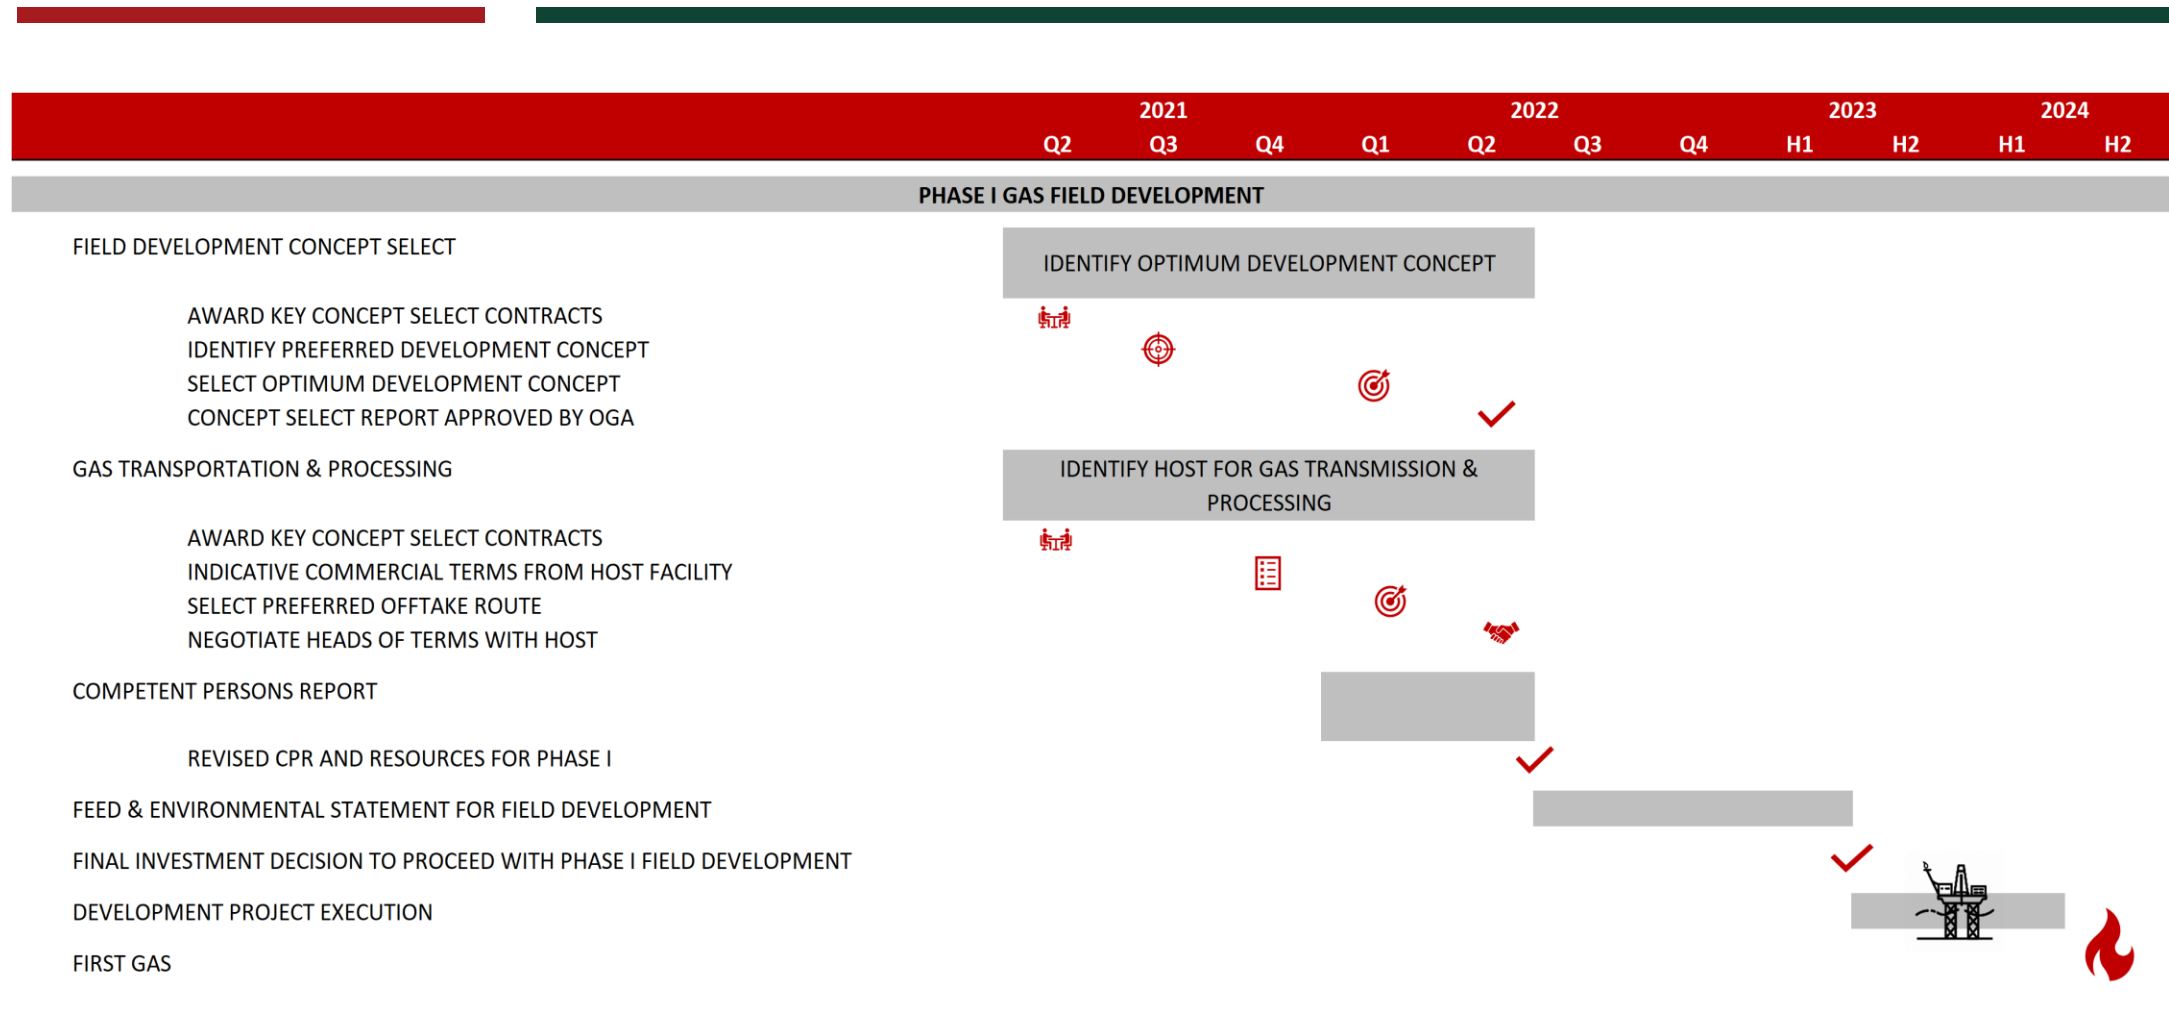 2021 2022 2023 2024
Q2 Q3 Q4 Q1 Q2 Q3 Q4 H1 H2 H1 H2
PHASE I GAS FIELD DEVELOPMENT
FIELD DEVELOPMENT CONCEPT SELECT
IDENTIFY OPTIMUM DEVELOPMENT CONCEPT
AWARD KEY CONCEPT SELECT CONTRACTS
IDENTIFY PREFERRED DEVELOPMENT CONCEPT
SELECT OPTIMUM DEVELOPMENT CONCEPT
CONCEPT SELECT REPORT APPROVED BY OGA
GAS TRANSPORTATION & PROCESSING
IDENTIFY HOST FOR GAS TRANSMISSION &
PROCESSING
AWARD KEY CONCEPT SELECT CONTRACTS
INDICATIVE COMMERCIAL TERMS FROM HOST FACILITY
SELECT PREFERRED OFFTAKE ROUTE
NEGOTIATE HEADS OF TERMS WITH HOST
COMPETENT PERSONS REPORT
REVISED CPR AND RESOURCES FOR PHASE I
FEED & ENVIRONMENTAL STATEMENT FOR FIELD DEVELOPMENT
FINAL INVESTMENT DECISION TO PROCEED WITH PHASE I FIELD DEVELOPMENT
DEVELOPMENT PROJECT EXECUTION
FIRST GAS